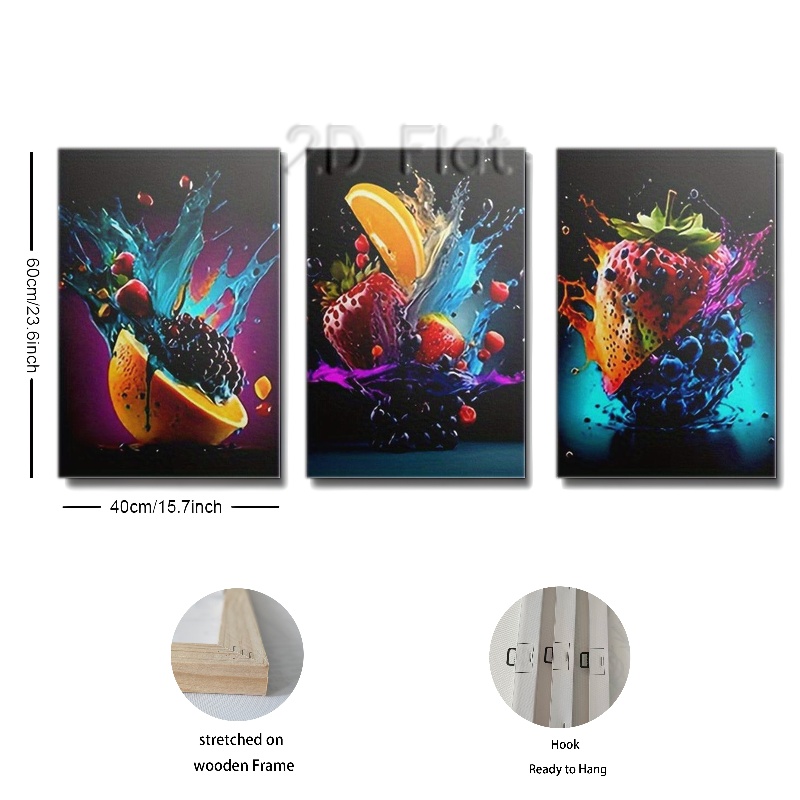 2D Flat
60cm/23.6inch
40cm/15.7inch
stretched on
wooden Frame
Hook
Ready to Hang